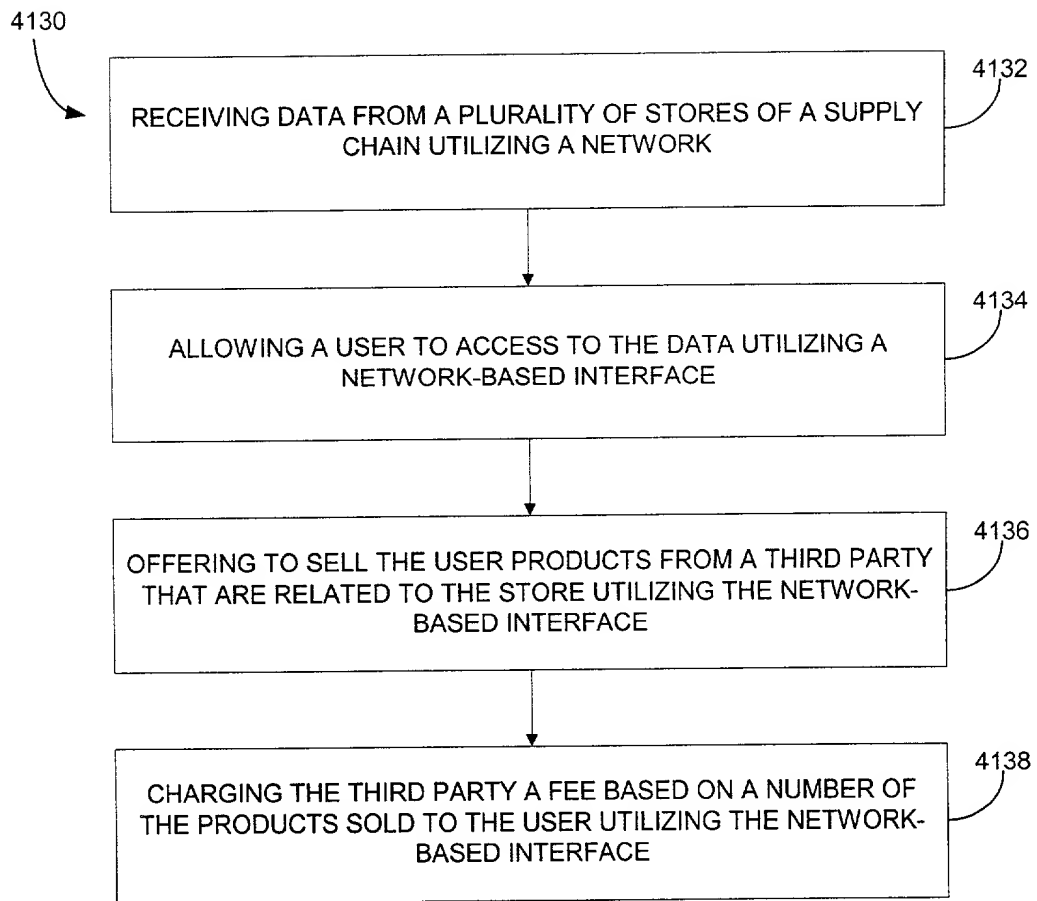 4130
4132
RECEIVING DATA FROM A PLURALITY OF STORES OF A SUPPLY
CHAIN UTILIZING A NETWORK
4134
ALLOWING A USER TO ACCESS TO THE DATA UTILIZING A
NETWORK-BASED INTERFACE
4136
OFFERING TO SELL THE USER PRODUCTS FROM A THIRD PARTY
THAT ARE RELATED TO THE STORE UTILIZING THE NETWORK-
BASED INTERFACE
4138
CHARGING THE THIRD PARTY A FEE BASED ON A NUMBER OF
THE PRODUCTS SOLD TO THE USER UTILIZING THE NETWORK-
BASED INTERFACE